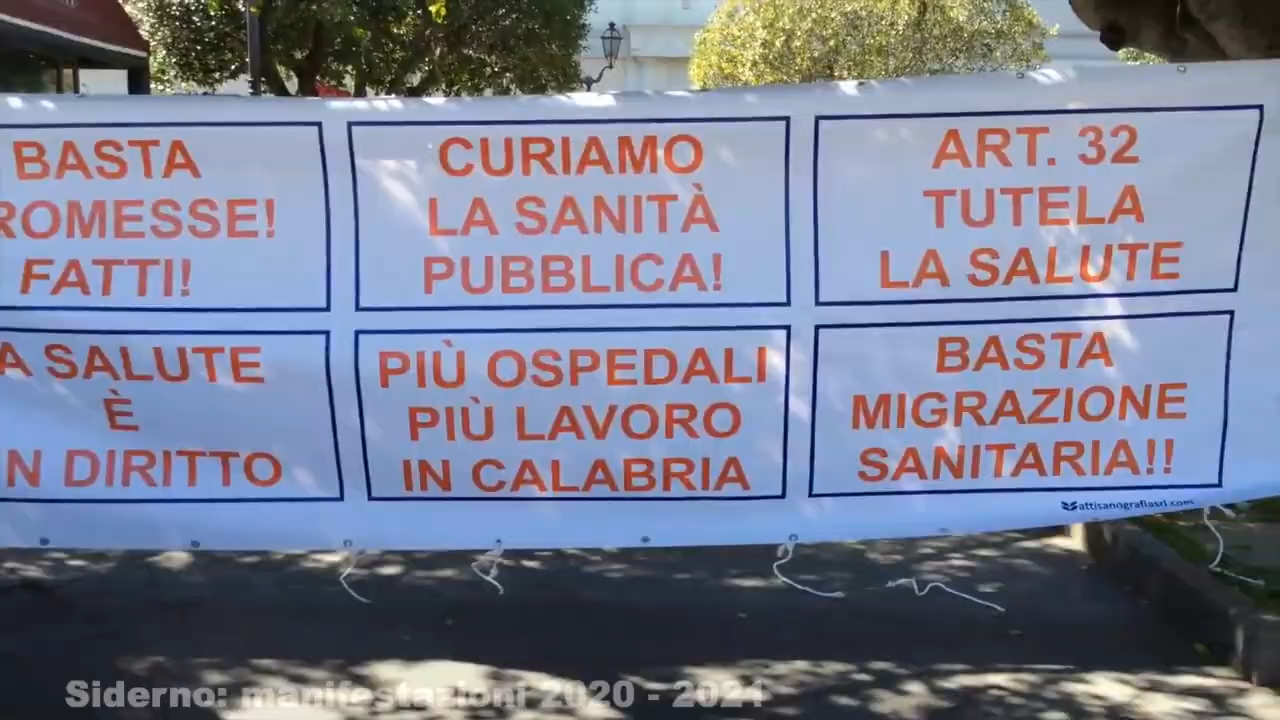 BASTA
ROMESSE!
FATTI!
CURIAMO
LA SANITÀ
PUBBLICA!
ART. 32
TUTELA
LA SALUTE
A SALUTE
È
N DIRITTO
PIÙ OSPEDALI
PIÙ LAVORO
IN CALABRIA
BASTA
MIGRAZIONE
SANITARIA!!
attisanografiasrl.com
Siderno: manifestazioni 2020 - 2021